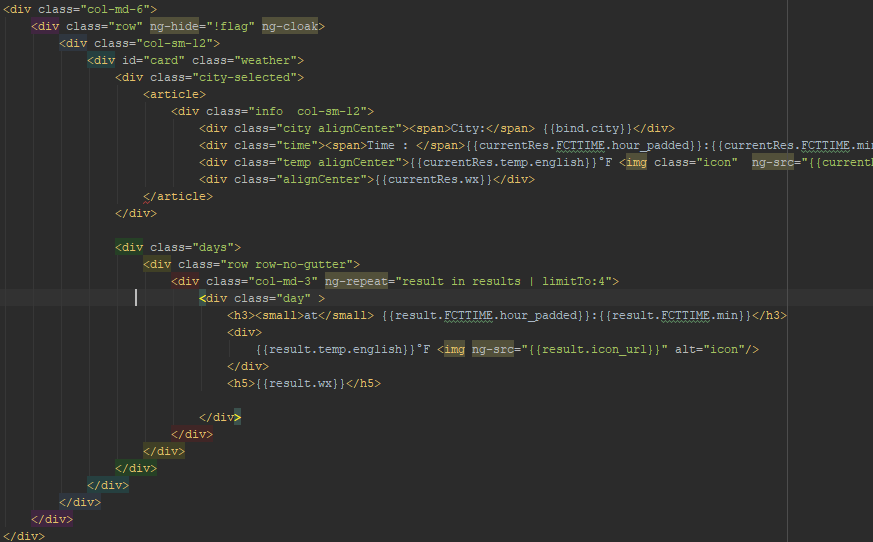 <div class="col-md-6">
<div class="row" ng-hide="!flag" ng-cloak>
<div class="col-sm-12">
<div id="card" class="weather">
<div class="city-selected">
<article>
<div class="info  col-sm-12">
<div class="city alignCenter"><span>City:</span> {{bind.city}}</div>
<div class="time"><span>Time : </span>{{currentRes.FCTTIME.hour_padded}}:{{currentRes.FCTTIME.min
<div class="temp alignCenter">{{currentRes.temp.english}}°F <img class="icon"  ng-src="{{current
<div class="alignCenter">{{currentRes.wx}}</div>
</article>
</div>
<div class="days">
<div class="row row-no-gutter">
<div class="col-md-3" ng-repeat="result in results | limitTo:4">
<div class="day" >
<h3><small>at</small> {{result.FCTTIME.hour_padded}}:{{result.FCTTIME.min}}</h3>
<div>
{{result.temp.english}}°F <img ng-src="{{result.icon_url}}" alt="icon"/>
</div>
<h5>{{result.wx}}</h5>
</div>
</div>
</div>
</div>
</div>
</div>
</div>
</div>